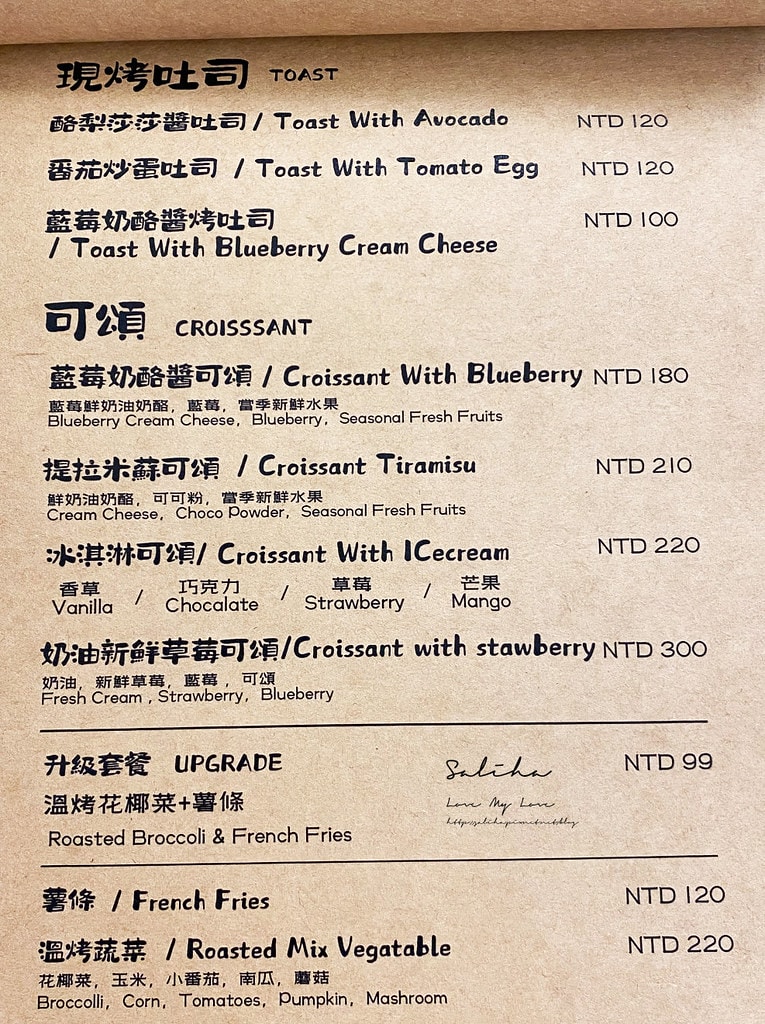 現烤吐司 TOAST
酪梨莎莎醬吐司 / Toast With Avocado NTD 120
番茄炒蛋吐司 / Toast With Tomato Egg NTD 120
藍莓奶酪醬烤吐司 NTD 100
/ Toast With Blueberry Cream Cheese
可頌 CROISSSANT
藍莓奶酪醬可頌 / Croissant With Blueberry NTD 180
藍莓鮮奶油奶酪, 藍莓, 當季新鮮水果
Blueberry Cream Cheese, Blueberry, Seasonal Fresh Fruits
提拉米蘇可頌 / Croissant Tiramisu NTD 210
鮮奶油奶酪, 可可粉, 當季新鮮水果
Cream Cheese, Choco Powder, Seasonal Fresh Fruits
冰淇淋可頌/ Croissant With ICecream NTD 220
香草 / 巧克力 / 草莓 / 芒果
Vanilla Chocalate Strawberry Mango
奶油新鮮草莓可頌/Croissant with stawberry NTD 300
奶油, 新鮮草莓, 藍莓 , 可頌
Fresh Cream , Strawberry, Blueberry
升級套餐 UPGRADE NTD 99
Saliha
溫烤花椰菜+薯條
Love My Love
Roasted Broccoli & French Fries
薯條 / French Fries NTD 120
溫烤蔬菜 / Roasted Mix Vegatable NTD 220
花椰菜, 玉米, 小番茄, 南瓜, 蘑菇
Broccolli, Corn, Tomatoes, Pumpkin, Mashroom